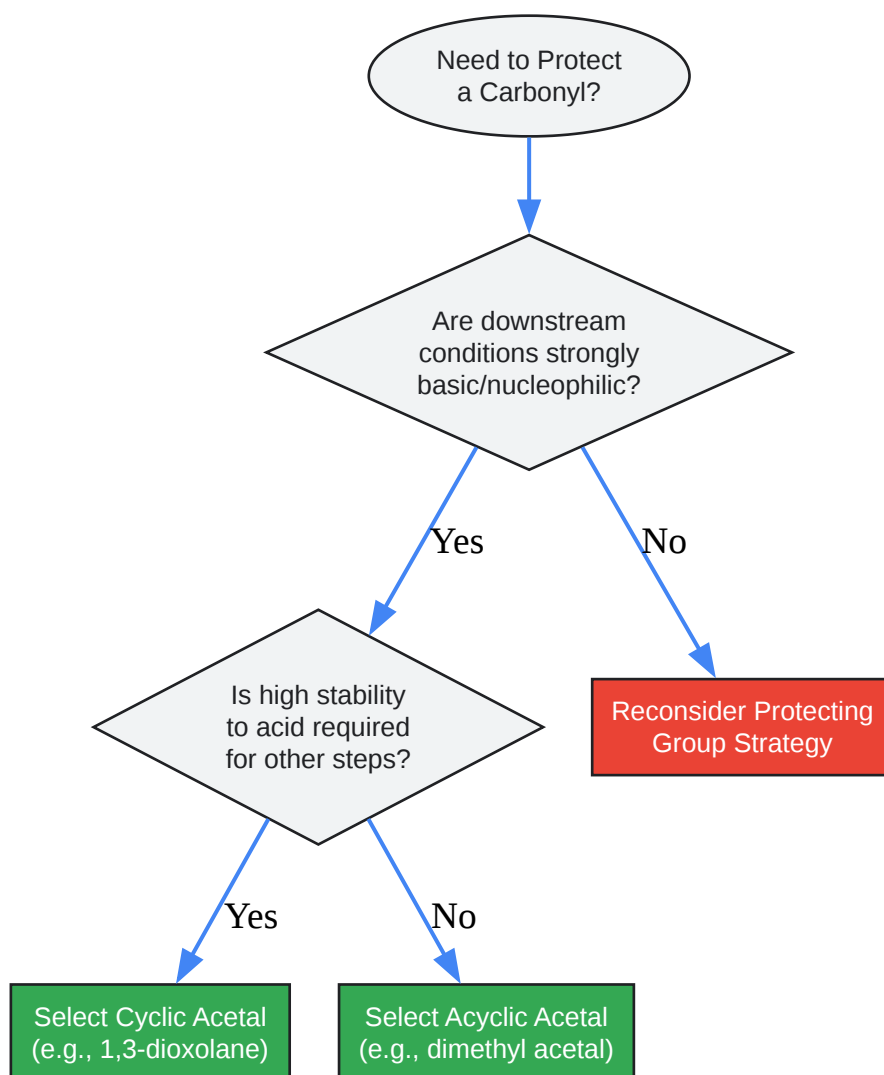 Need to Protect
a Carbonyl?
Are downstream
conditions strongly
basic/nucleophilic?
Yes
No
Is high stability
to acid required
for other steps?
Reconsider Protecting
Group Strategy
Yes
No
Select Cyclic Acetal
(e.g., 1,3-dioxolane)
Select Acyclic Acetal
(e.g., dimethyl acetal)